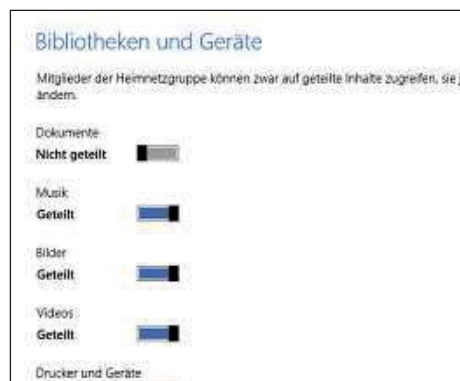 Bibliotheken und Geräte
Mitglieder der Heimnetzgruppe können zwar auf geteilte Inhalte zugreifen, sie
ändern.
Dokumente
Nicht geteilt
Musik
Geteilt
Bilder
Geteilt
Videos
Geteilt
Drucker und Geräte